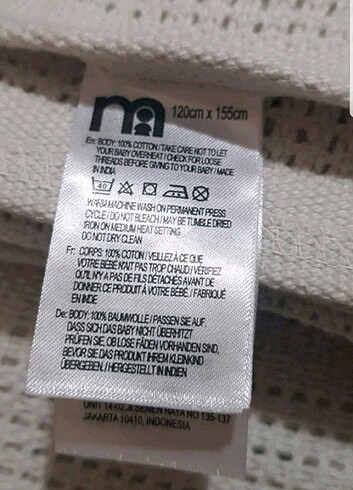 120cm x 155cm
En: BODY: 100% COTTON / TAKE CARE NOT TO LET
YOUR BABY OVERHEAT / CHECK FOR LOOSE
THREADS BEFORE GIVING TO YOUR BABY / MADE
IN INDIA
40
WARM MACHINE WASH ON PERMANENT PRESS
CYCLE / DO NOT BLEACH / MAY BE TUMBLE DRIED
IRON ON MEDIUM HEAT SETTING
DO NOT DRY CLEAN
Fr: CORPS: 100% COTON / VEILLEZ À CE QUE
VOTRE BÉBÉ N'AIT PAS TROP CHAUD / VÉRIFIEZ
QU'IL N'Y A PAS DE FILS DÉTACHÉS AVANT DE
DONNER CE PRODUIT À VOTRE BÉBÉ / FABRIQUÉ
EN INDE
De: BODY: 100% BAUMWOLLE / PASSEN SIE AUF,
DASS SICH DAS BABY NICHT ÜBERHITZT
PRÜFEN SIE, OB LOSE FÄDEN VORHANDEN SIND,
BEVOR SIE DAS PRODUKT IHREM KLEINKIND
ÜBERGEBEN. / HERGESTELLT IN INDIEN
UNIT 14-02, JL SENEN RAYA NO 135-137
JAKARTA 10410, INDONESIA